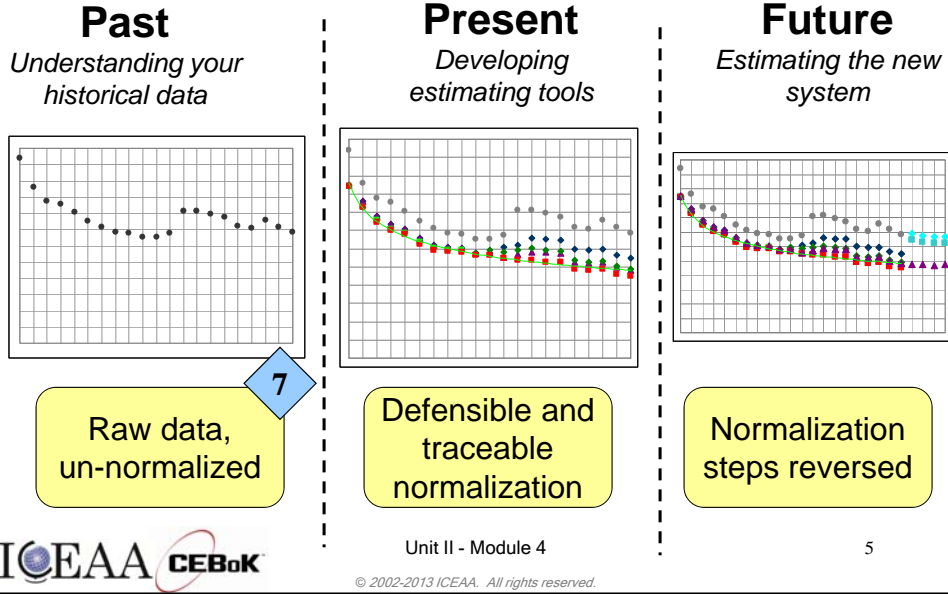 Past
Understanding your
historical data
7
Raw data,
un-normalized
Present
Developing
estimating tools
Defensible and
traceable
normalization
Future
Estimating the new
system
Normalization
steps reversed
ICEAA CEBoK
Unit II - Module 4
5
© 2002-2013 ICEAA. All rights reserved.